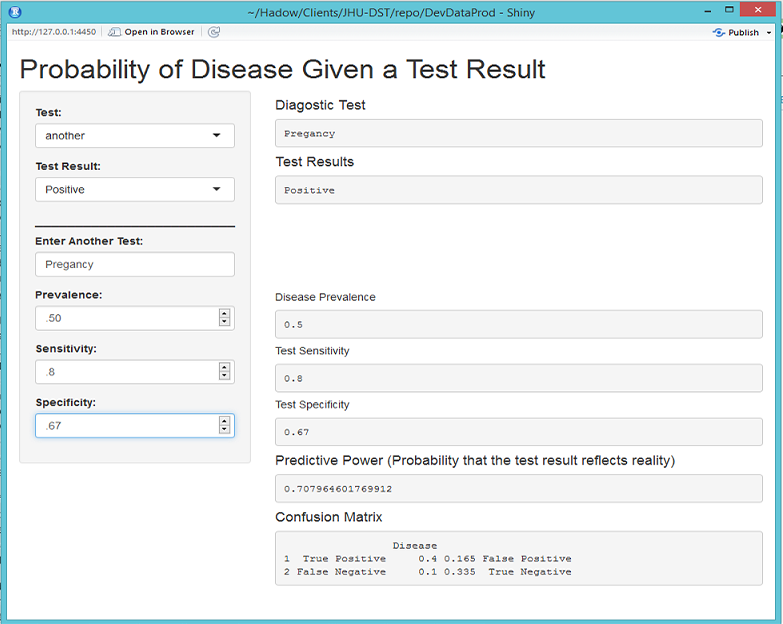 ~/Hadow/Clients/JHU-DST/repo/DevDataProd - Shiny
http://127.0.0.1:4450 Open in Browser Publish
Probability of Disease Given a Test Result
Test:
another
Test Result:
Positive
Enter Another Test:
Pregancy
Prevalence:
.50
Sensitivity:
.8
Specificity:
.67
Diagostic Test
Pregancy
Test Results
Positive
Disease Prevalence
0.5
Test Sensitivity
0.8
Test Specificity
0.67
Predictive Power (Probability that the test result reflects reality)
0.707964601769912
Confusion Matrix
Disease
1 True Positive 0.4 0.165 False Positive
2 False Negative 0.1 0.335 True Negative